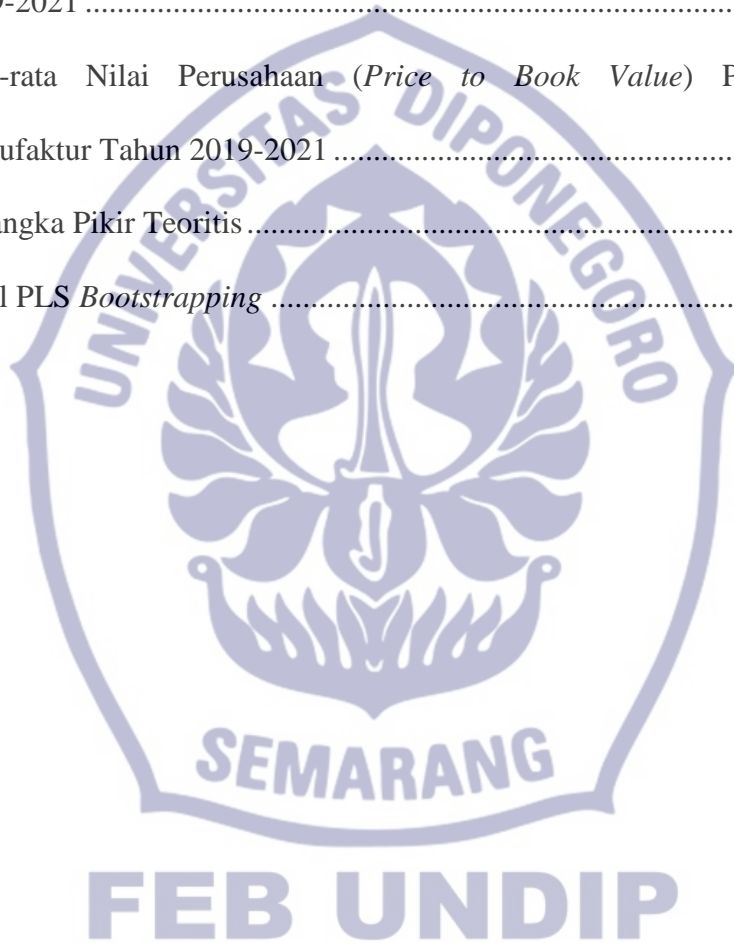 -2021 ........................................................................
-rata Nilai Perusahaan (Price to Book Value) P
ufaktur Tahun 2019-2021 ............................................
angka Pikir Teoritis ........................................................
l PLS Bootstrapping .....................................................
UNIVERSITAS DIPONEGORO
SEMARANG
FEB UNDIP